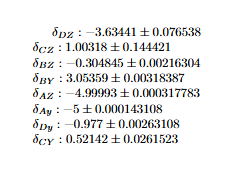 δ_DZ : −3.63441 ± 0.076538
δ_CZ : 1.00318 ± 0.144421
δ_BZ : −0.304845 ± 0.00216304
δ_BY : 3.05359 ± 0.00318387
δ_AZ : −4.99993 ± 0.000317783
δ_Ay : −5 ± 0.000143108
δ_Dy : −0.977 ± 0.00263108
δ_CY : 0.52142 ± 0.0261523